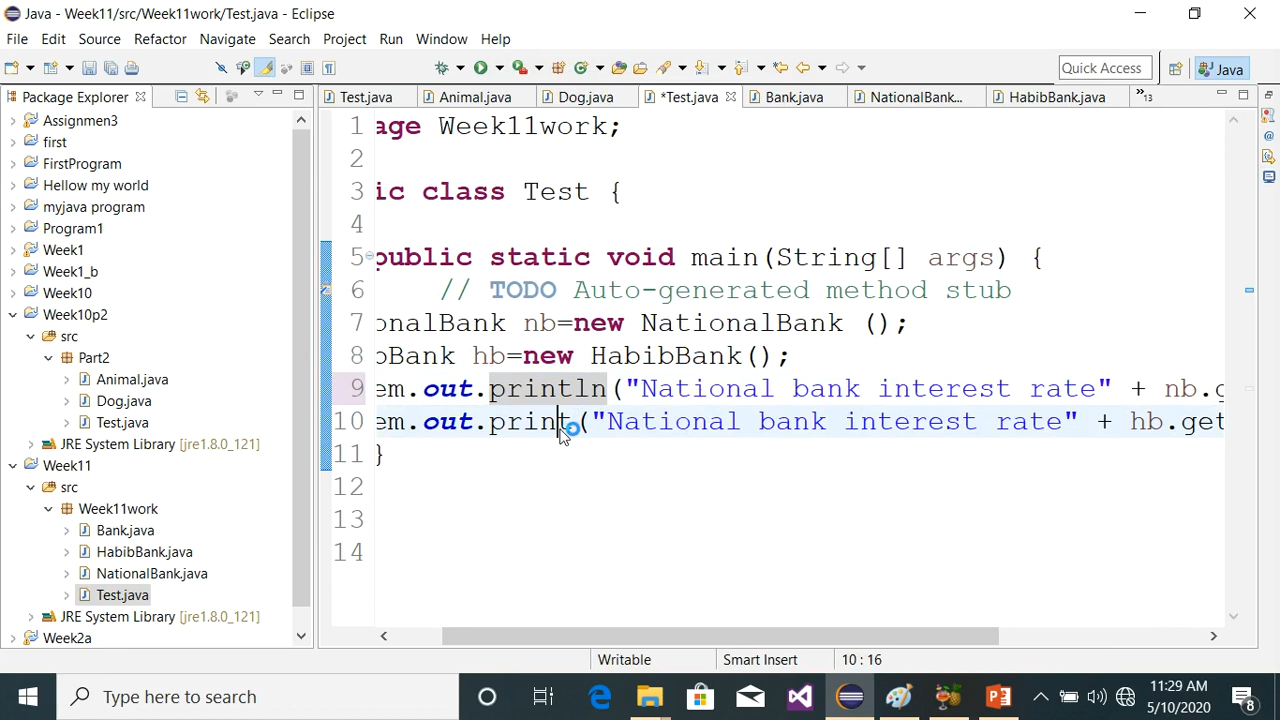 Java - Week11/src/Week11work/Test.java - Eclipse
File Edit Source Refactor Navigate Search Project Run Window Help
Quick Access
Java
Package Explorer
Test.java
Animal.java
Dog.java
*Test.java
Bank.java
NationalBank...
HabibBank.java
»13
Assignmen3
first
FirstProgram
Hellow my world
myjava program
Program1
Week1
Week1_b
Week10
Week10p2
src
Part2
Animal.java
Dog.java
Test.java
JRE System Library [jre1.8.0_121]
Week11
src
Week11work
Bank.java
HabibBank.java
NationalBank.java
Test.java
JRE System Library [jre1.8.0_121]
Week2a
1 age Week11work;
2
3 ic class Test {
4
5 public static void main(String[] args) {
6 // TODO Auto-generated method stub
7 onalBank nb=new NationalBank ();
8 oBank hb=new HabibBank();
9 em.out.println("National bank interest rate" + nb.g
10 em.out.print("National bank interest rate" + hb.get
11 }
12
13
14
Writable
Smart Insert
10 : 16
Type here to search
11:29 AM
5/10/2020
8